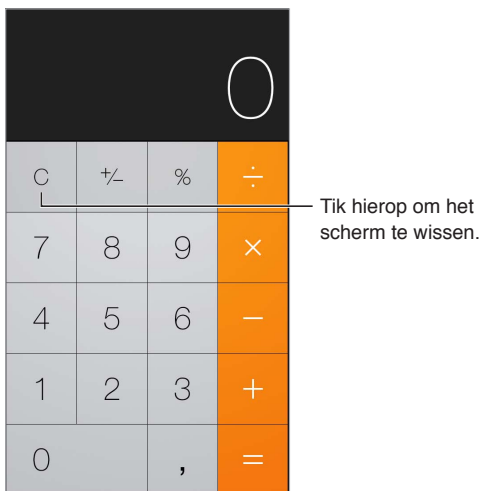 0
C +/- % ÷
7 8 9 ×
4 5 6 −
1 2 3 +
0 , =
Tik hierop om het
scherm te wissen.